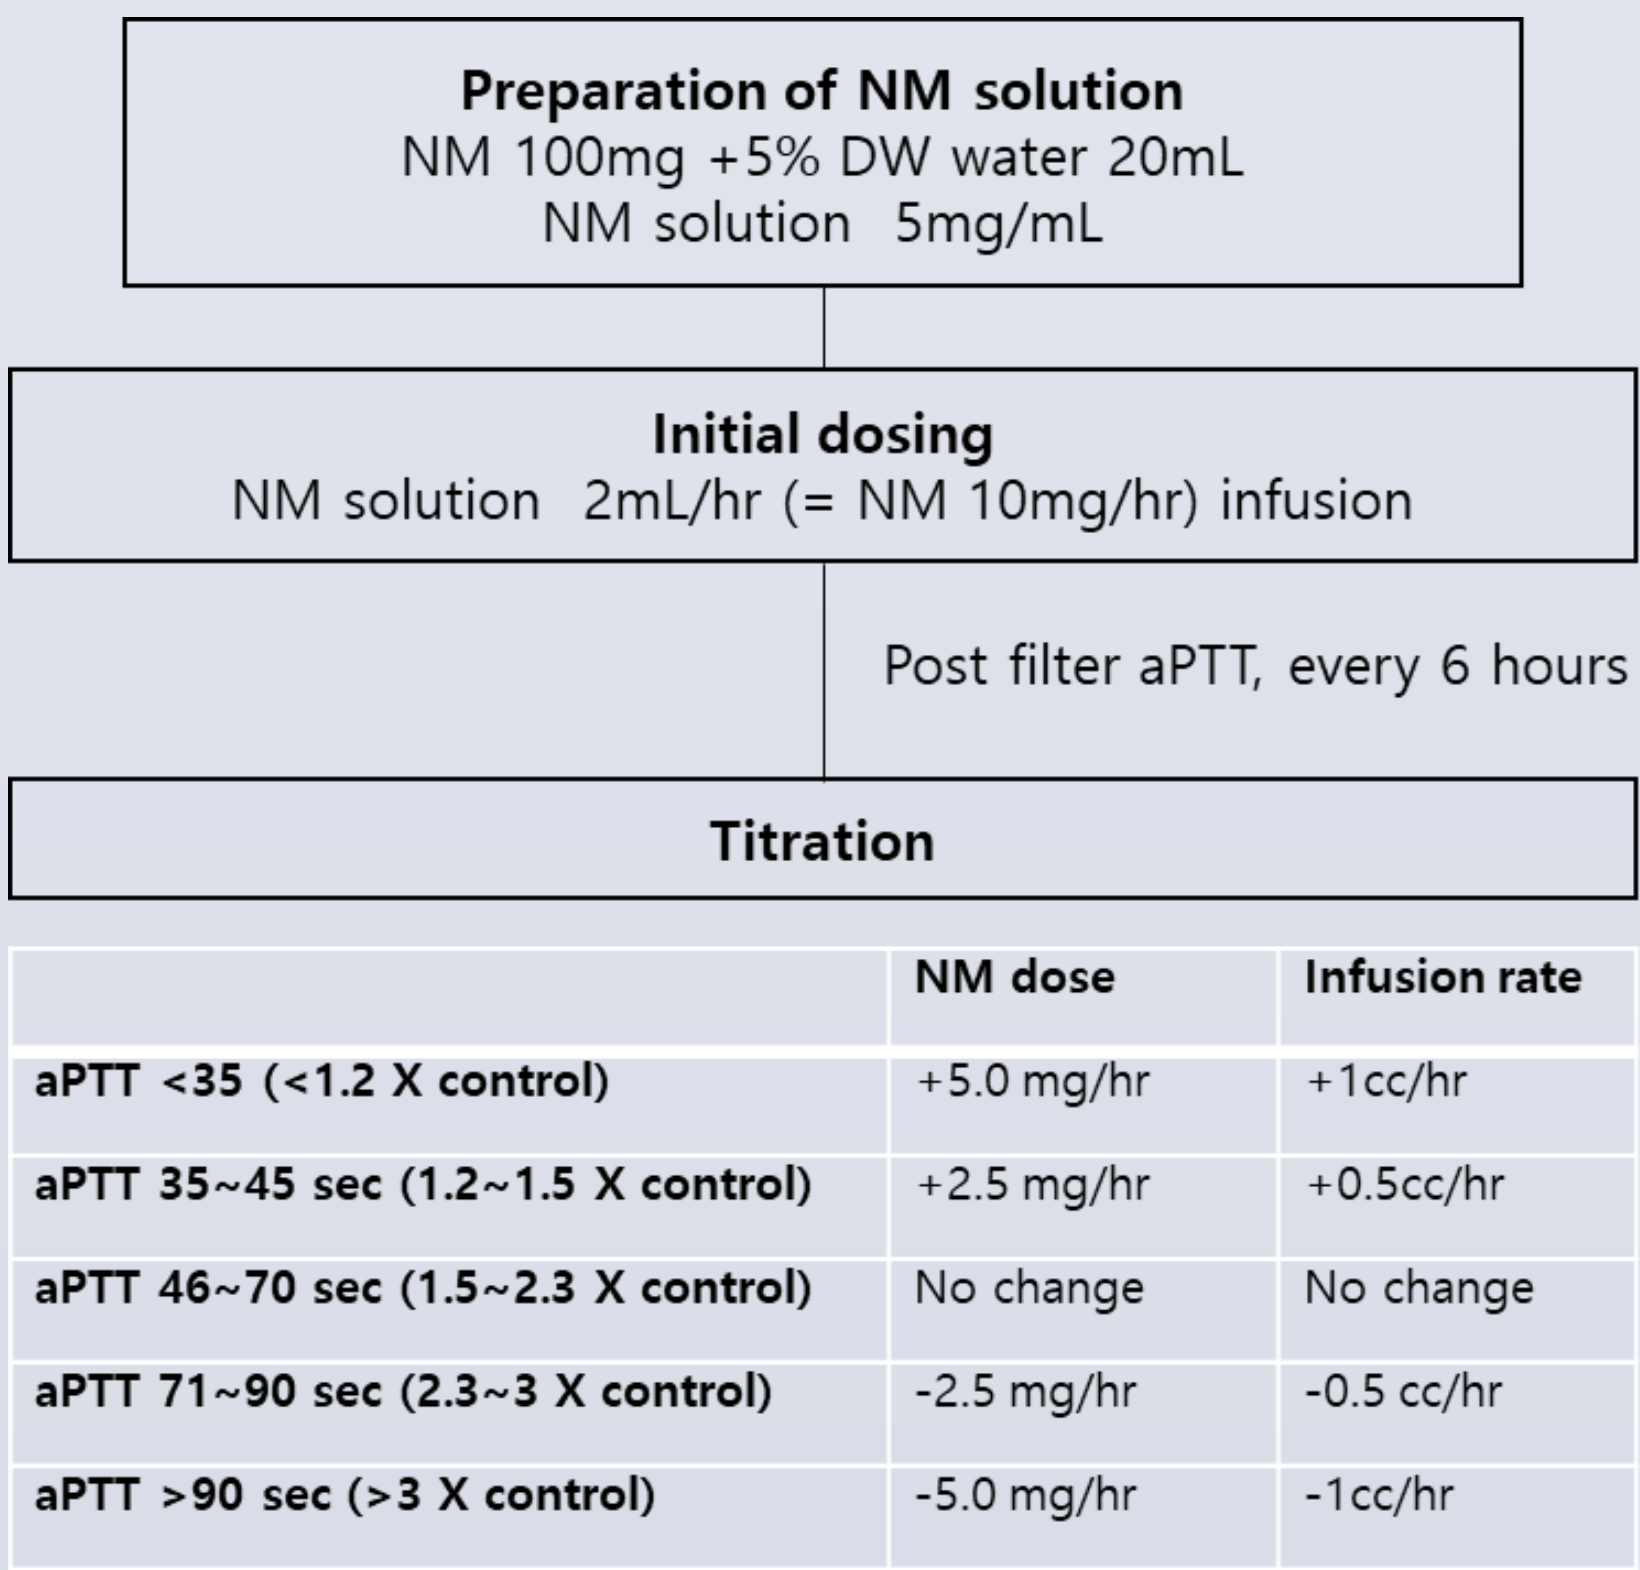 Preparation of NM solution
NM 100mg +5% DW water 20mL
NM solution 5mg/mL
Initial dosing
NM solution 2mL/hr (= NM 10mg/hr) infusion
Post filter aPTT, every 6 hours
Titration
NM dose Infusion rate
aPTT <35 (<1.2 X control) +5.0 mg/hr +1cc/hr
aPTT 35~45 sec (1.2~1.5 X control) +2.5 mg/hr +0.5cc/hr
aPTT 46~70 sec (1.5~2.3 X control) No change No change
aPTT 71~90 sec (2.3~3 X control) -2.5 mg/hr -0.5 cc/hr
aPTT >90 sec (>3 X control) -5.0 mg/hr -1cc/hr